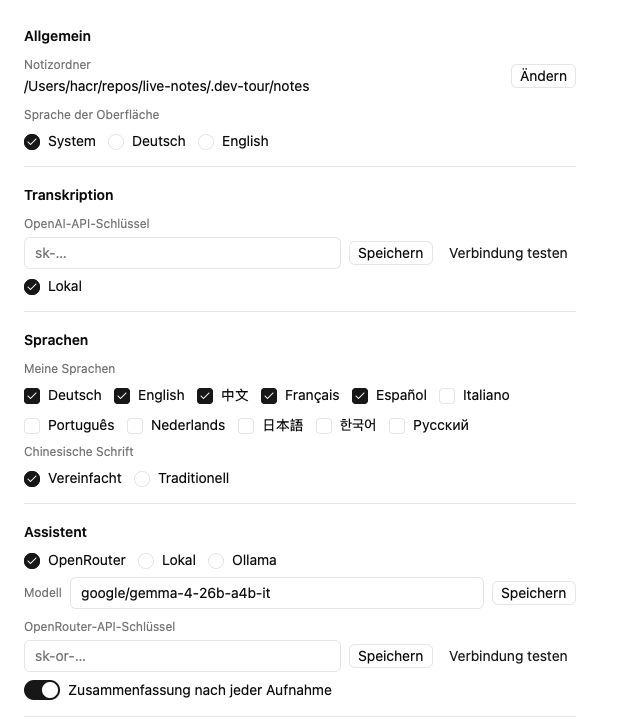 Allgemein
Notizordner
/Users/hacr/repos/live-notes/.dev-tour/notes
Ändern
Sprache der Oberfläche
System Deutsch English
Transkription
OpenAI-API-Schlüssel
sk-... Speichern Verbindung testen
Lokal
Sprachen
Meine Sprachen
Deutsch English 中文 Français Español Italiano
Português Nederlands 日本語 한국어 Русский
Chinesische Schrift
Vereinfacht Traditionell
Assistent
OpenRouter Lokal Ollama
Modell google/gemma-4-26b-a4b-it Speichern
OpenRouter-API-Schlüssel
sk-or-... Speichern Verbindung testen
Zusammenfassung nach jeder Aufnahme